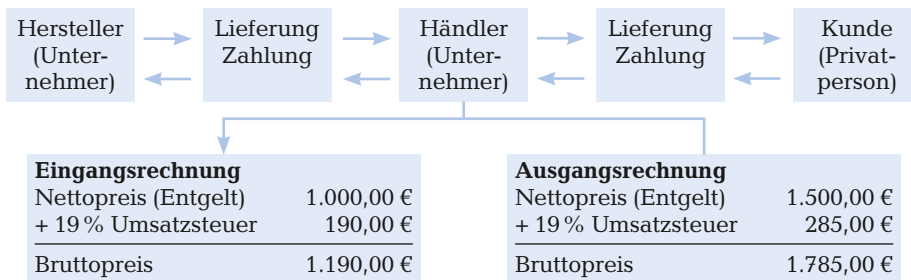 Hersteller
(Unter-
nehmer)
Lieferung
Zahlung
Händler
(Unter-
nehmer)
Lieferung
Zahlung
Kunde
(Privat-
person)
Eingangsrechnung
Nettopreis (Entgelt) 1.000,00 €
+ 19 % Umsatzsteuer 190,00 €
Bruttopreis 1.190,00 €
Ausgangsrechnung
Nettopreis (Entgelt) 1.500,00 €
+ 19 % Umsatzsteuer 285,00 €
Bruttopreis 1.785,00 €